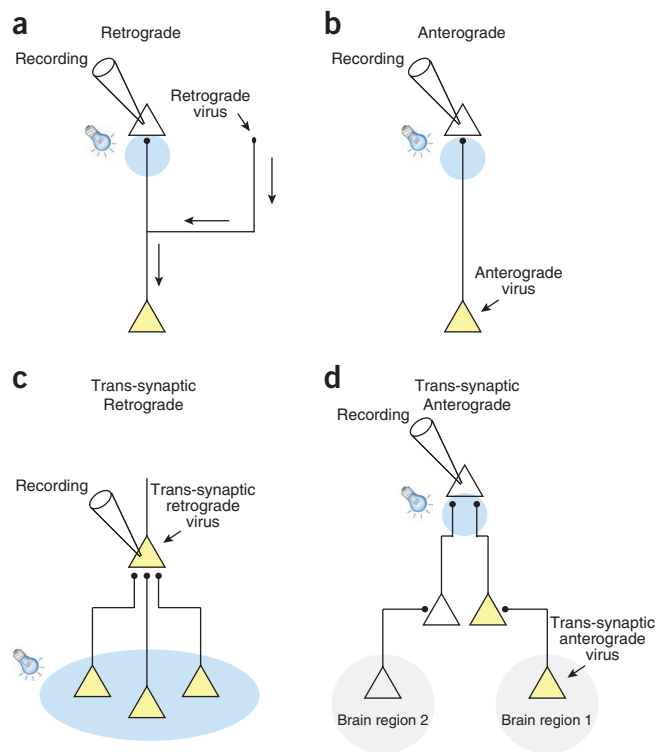 a
Retrograde
Recording
Retrograde
virus
b
Anterograde
Recording
Anterograde
virus
c
Trans-synaptic
Retrograde
Recording
Trans-synaptic
retrograde
virus
d
Trans-synaptic
Anterograde
Recording
Trans-synaptic
anterograde
virus
Brain region 2
Brain region 1